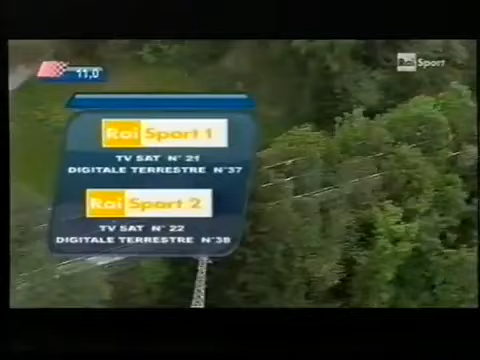 11,0
Rai Sport
Rai Sport 1
TV SAT N° 21
DIGITALE TERRESTRE N°37
Rai Sport 2
TV SAT N° 22
DIGITALE TERRESTRE N°38